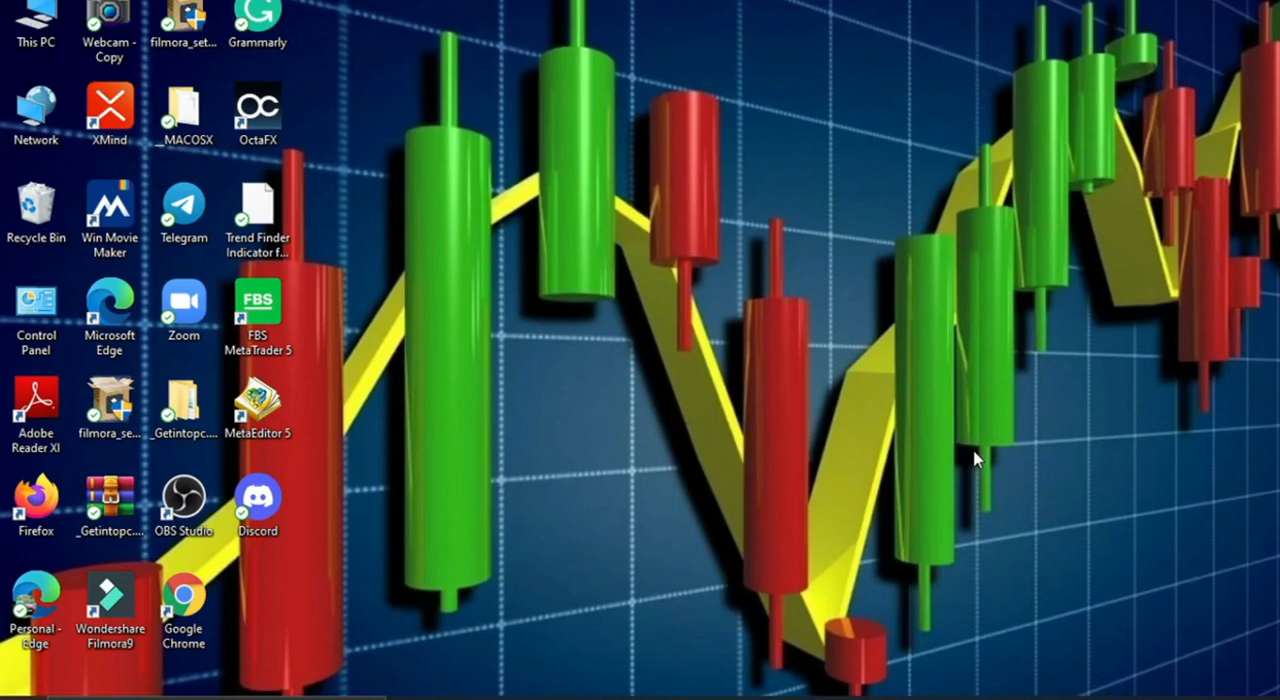 This PC
Webcam -
Copy
filmora_set...
Grammarly
Network
XMind
__MACOSX
OC
OctaFX
Recycle Bin
Win Movie
Maker
Telegram
Trend Finder
Indicator f...
Control
Panel
Microsoft
Edge
Zoom
FBS
FBS
MetaTrader 5
Adobe
Reader XI
filmora_se...
_Getintopc....
MetaEditor 5
Firefox
_Getintopc....
OBS Studio
Discord
Personal -
Edge
Wondershare
Filmora9
Google
Chrome